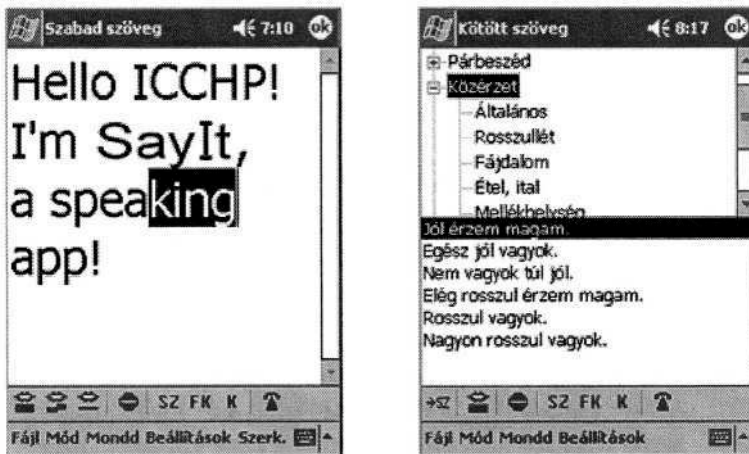 Szabad szöveg 7:10 ok
Hello ICCHP!
I'm SayIt,
a speaking
app!
SZ FK K
Fájl Mód Mondd Beállítások Szerk.
Kötött szöveg 8:17 ok
Párbeszéd
Közérzet
Általános
Rosszullét
Fájdalom
Étel, ital
Mellékhelység
Jól érzem magam.
Egész jól vagyok.
Nem vagyok túl jól.
Elég rosszul érzem magam.
Rosszul vagyok.
Nagyon rosszul vagyok.
→SZ SZ FK K
Fájl Mód Mondd Beállítások